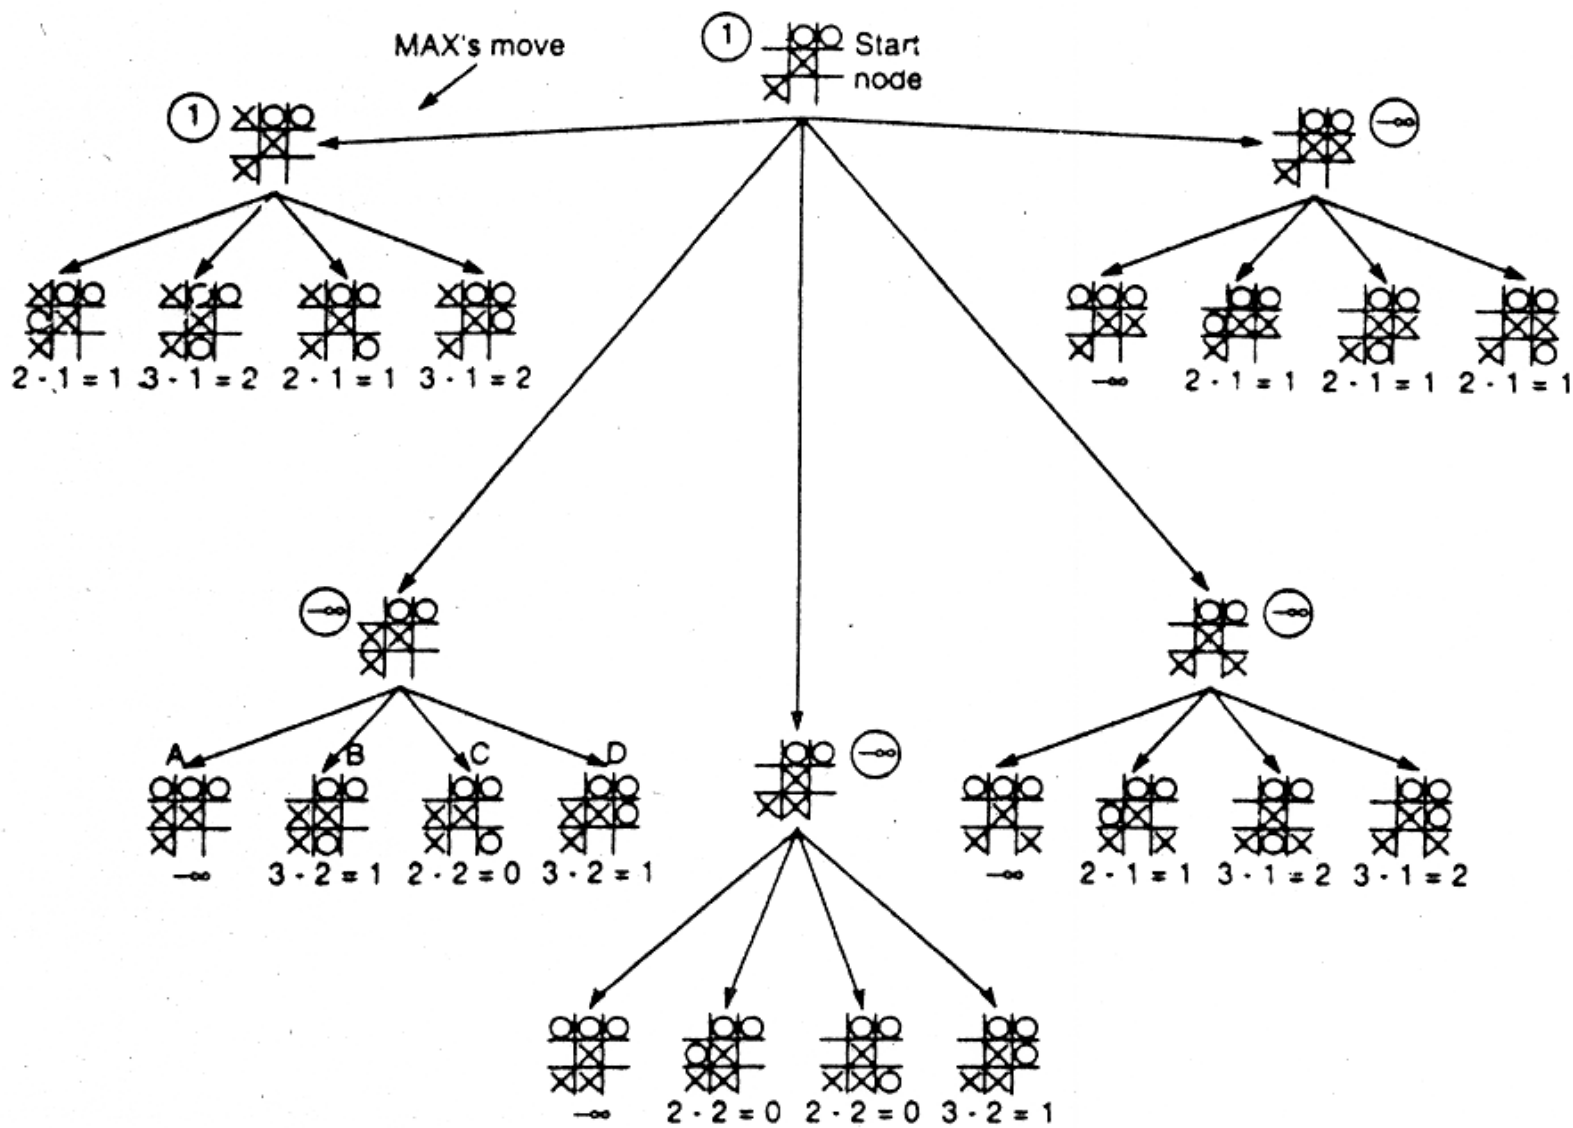 MAX's move
1
Start
node
1
−∞
2 - 1 = 1
3 - 1 = 2
2 - 1 = 1
3 - 1 = 2
−∞
2 - 1 = 1
2 - 1 = 1
2 - 1 = 1
−∞
−∞
A
B
C
D
−∞
−∞
3 - 2 = 1
2 - 2 = 0
3 - 2 = 1
−∞
2 - 1 = 1
3 - 1 = 2
3 - 1 = 2
−∞
2 - 2 = 0
2 - 2 = 0
3 - 2 = 1